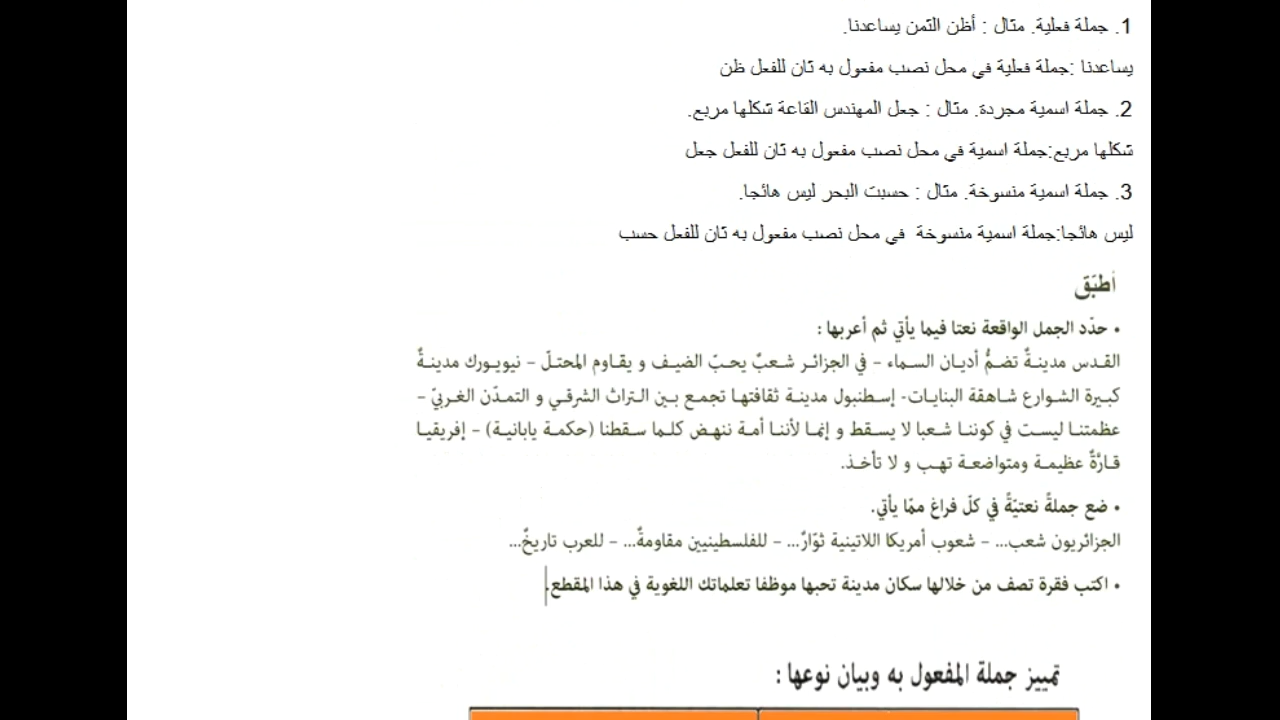 1. جملة فعلية. مثال : أظن الثمن يساعدنا.
يساعدنا :جملة فعلية في محل نصب مفعول به ثان للفعل ظن
2. جملة اسمية مجردة. مثال : جعل المهندس القاعة شكلها مربع.
شكلها مربع:جملة اسمية في محل نصب مفعول به ثان للفعل جعل
3. جملة اسمية منسوخة. مثال : حسبت البحر ليس هائجا.
ليس هائجا:جملة اسمية منسوخة في محل نصب مفعول به ثان للفعل حسب
أطبّق
• حدّد الجمل الواقعة نعتا فيما يأتي ثم أعربها :
القدس مدينةٌ تضمُّ أديان السماء – في الجزائر شعبٌ يحبّ الضيف و يقاوم المحتلّ – نيويورك مدينةٌ
كبيرة الشوارع شاهقة البنايات- إسطنبول مدينة ثقافتها تجمع بين التراث الشرقي و التمدّن الغربيّ –
عظمتنا ليست في كوننا شعبا لا يسقط و إنما لأننا أمة ننهض كلما سقطنا (حكمة يابانية) – إفريقيا
قارّةٌ عظيمة ومتواضعة تهب و لا تأخذ.
• ضع جملةً نعتيّةً في كلّ فراغ ممّا يأتي.
الجزائريون شعب... – شعوب أمريكا اللاتينية ثوّارٌ... – للفلسطينيين مقاومةٌ... – للعرب تاريخٌ...
• اكتب فقرة تصف من خلالها سكان مدينة تحبها موظفا تعلماتك اللغوية في هذا المقطع.
تمييز جملة المفعول به وبيان نوعها :